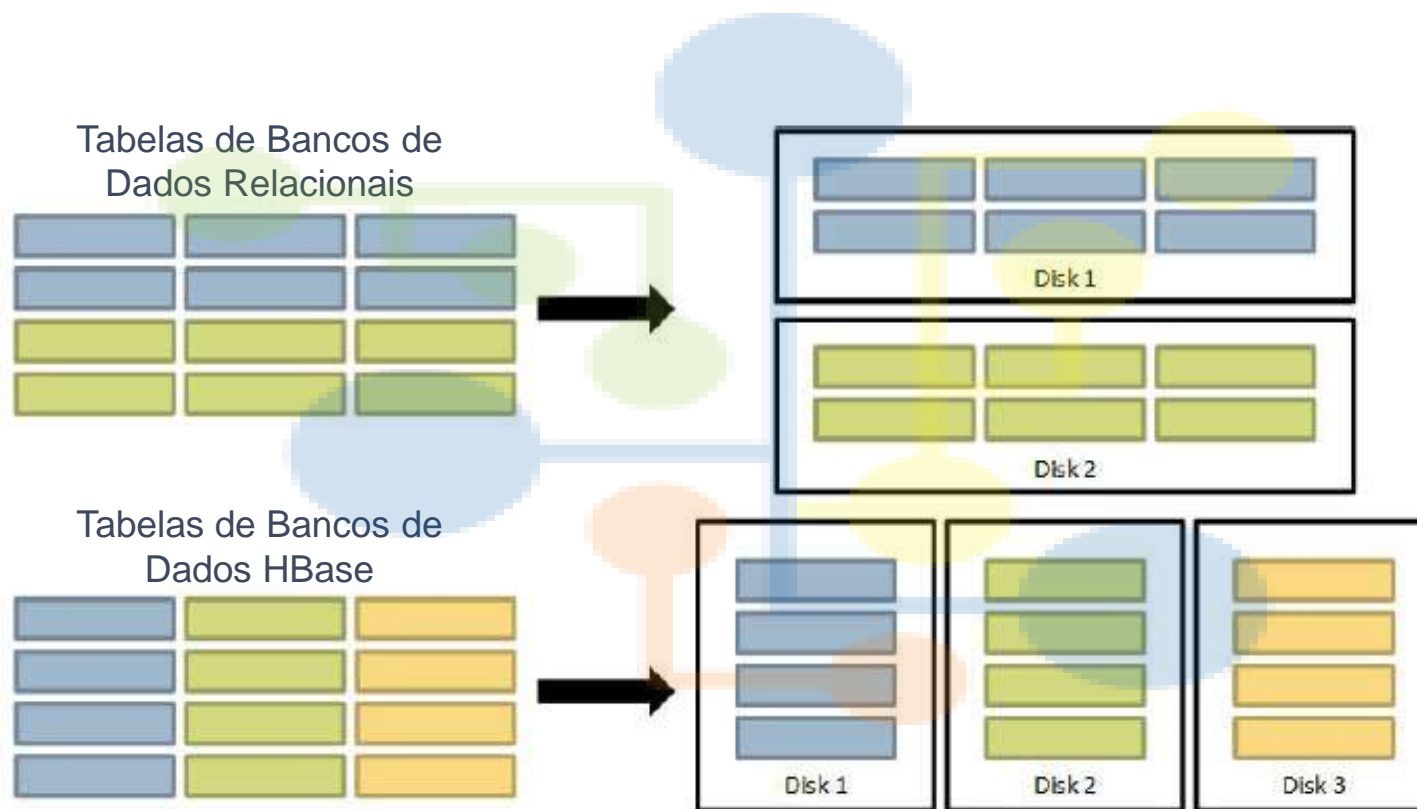 Tabelas de Bancos de
Dados Relacionais
Disk 1
Disk 2
Tabelas de Bancos de
Dados HBase
Disk 1
Disk 2
Disk 3